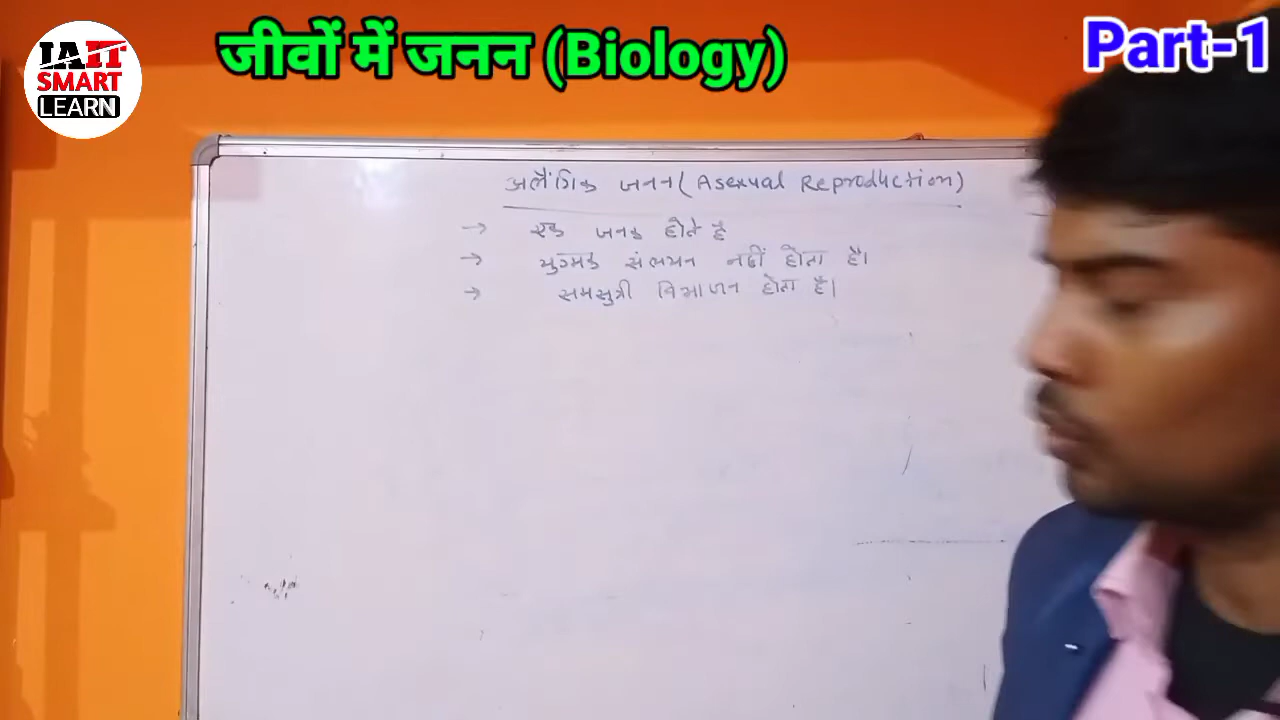 IAIT
SMART
LEARN
जीवों में जनन (Biology)
Part-1
अलैंगिक जनन (Asexual Reproduction)
→ एक जनक होते है
→ युग्मक संलयन नहीं होता है।
→ समसुत्री विभाजन होता है।